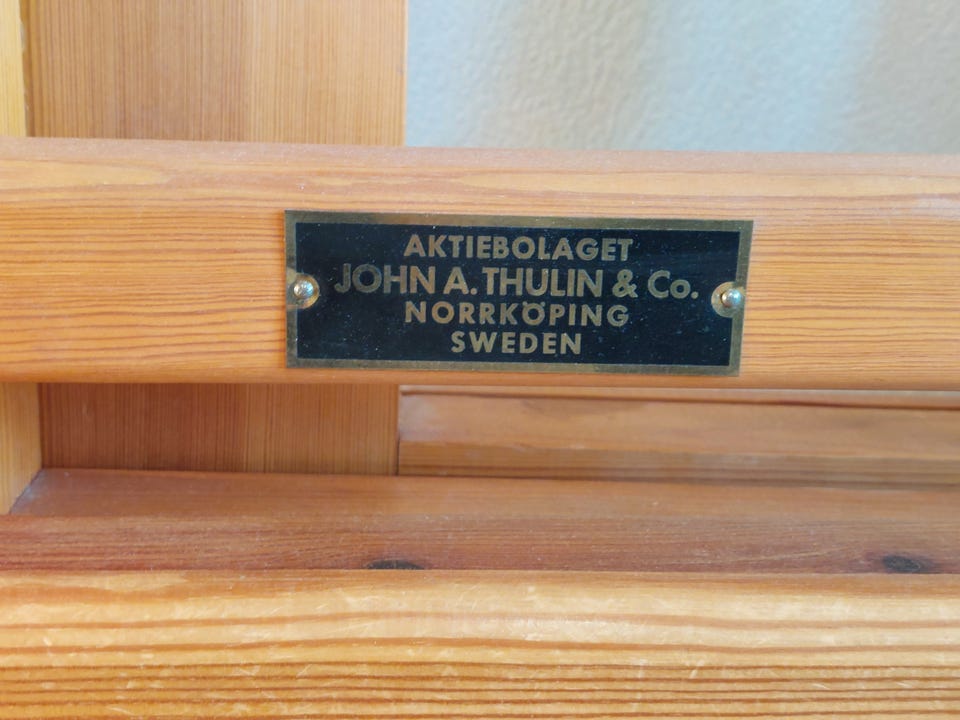 AKTIEBOLAGET
JOHN A. THULIN & Co.
NORRKÖPING
SWEDEN